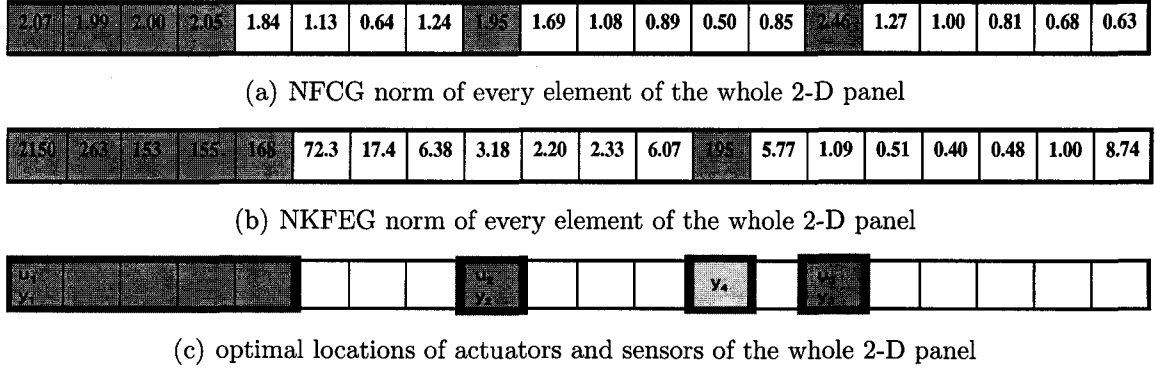 2.07 1.99 2.00 2.05 1.84 1.13 0.64 1.24 1.95 1.69 1.08 0.89 0.50 0.85 2.46 1.27 1.00 0.81 0.68 0.63
(a) NFCG norm of every element of the whole 2-D panel
2150 263 153 155 168 72.3 17.4 6.38 3.18 2.20 2.33 6.07 195 5.77 1.09 0.51 0.40 0.48 1.00 8.74
(b) NKFEG norm of every element of the whole 2-D panel
u₁ u₂
y₁ y₂ y₄
(c) optimal locations of actuators and sensors of the whole 2-D panel